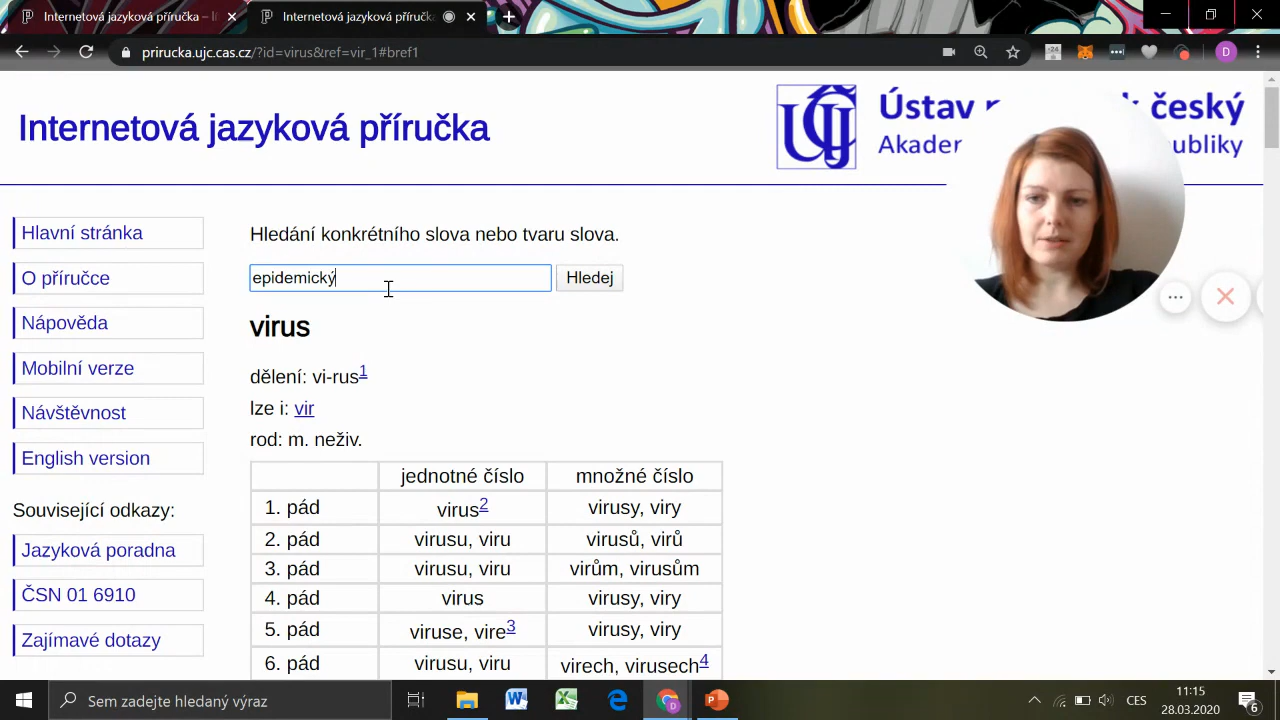 Internetová jazyková příručka – lí
Internetová jazyková příručka
prirucka.ujc.cas.cz/?id=virus&ref=vir_1#bref1
-24
D
Internetová jazyková příručka
ÚJČ
Ústav český
Akader ubliky
Hlavní stránka
O příručce
Nápověda
Mobilní verze
Návštěvnost
English version
Související odkazy:
Jazyková poradna
ČSN 01 6910
Zajímavé dotazy
Hledání konkrétního slova nebo tvaru slova.
epidemický
Hledej
virus
dělení: vi-rus1
lze i: vir
rod: m. neživ.
jednotné číslo množné číslo
1. pád virus2 virusy, viry
2. pád virusu, viru virusů, virů
3. pád virusu, viru virům, virusům
4. pád virus virusy, viry
5. pád viruse, vire3 virusy, viry
6. pád virusu, viru virech, virusech4
Sem zadejte hledaný výraz
CES
11:15
28.03.2020
6